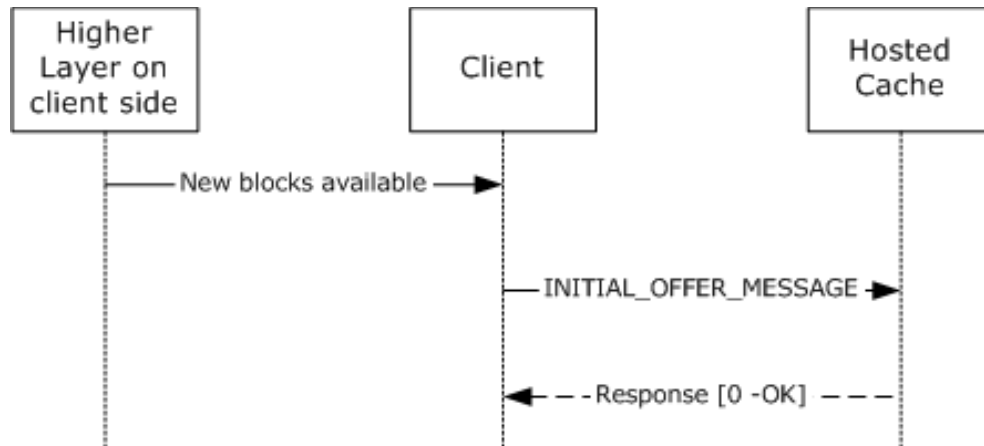 Higher
Layer on
client side
Client
Hosted
Cache
New blocks available
INITIAL_OFFER_MESSAGE
Response [0 -OK]